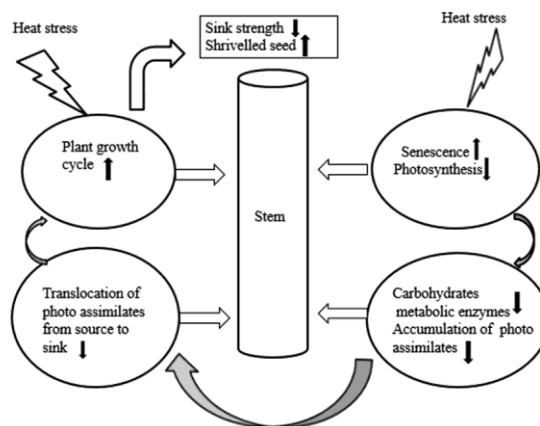 Heat stress
Sink strength ⬇
Shrivelled seed ⬆
Heat stress
Plant growth
cycle ⬆
Senescence ⬆
Photosynthesis ⬇
Stem
Translocation of
photo assimilates
from source to
sink ⬇
Carbohydrates
metabolic enzymes ⬇
Accumulation of photo
assimilates ⬇